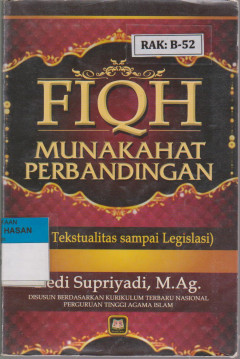 RAK: B-52
FIQH
MUNAKAHAT
PERBANDINGAN
Tekstualitas sampai Legislasi)
HASAN
edi Supriyadi, M.Ag.
DISUSUN BERDASARKAN KURIKULUM TERBARU NASIONAL
PERGURUAN TINGGI AGAMA ISLAM